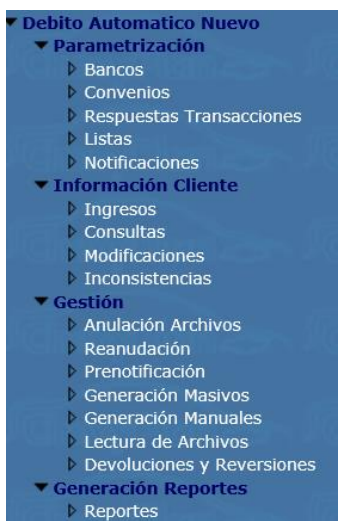 Debito Automatico Nuevo
Parametrización
Bancos
Convenios
Respuestas Transacciones
Listas
Notificaciones
Información Cliente
Ingresos
Consultas
Modificaciones
Inconsistencias
Gestión
Anulación Archivos
Reanudación
Prenotificación
Generación Masivos
Generación Manuales
Lectura de Archivos
Devoluciones y Reversiones
Generación Reportes
Reportes